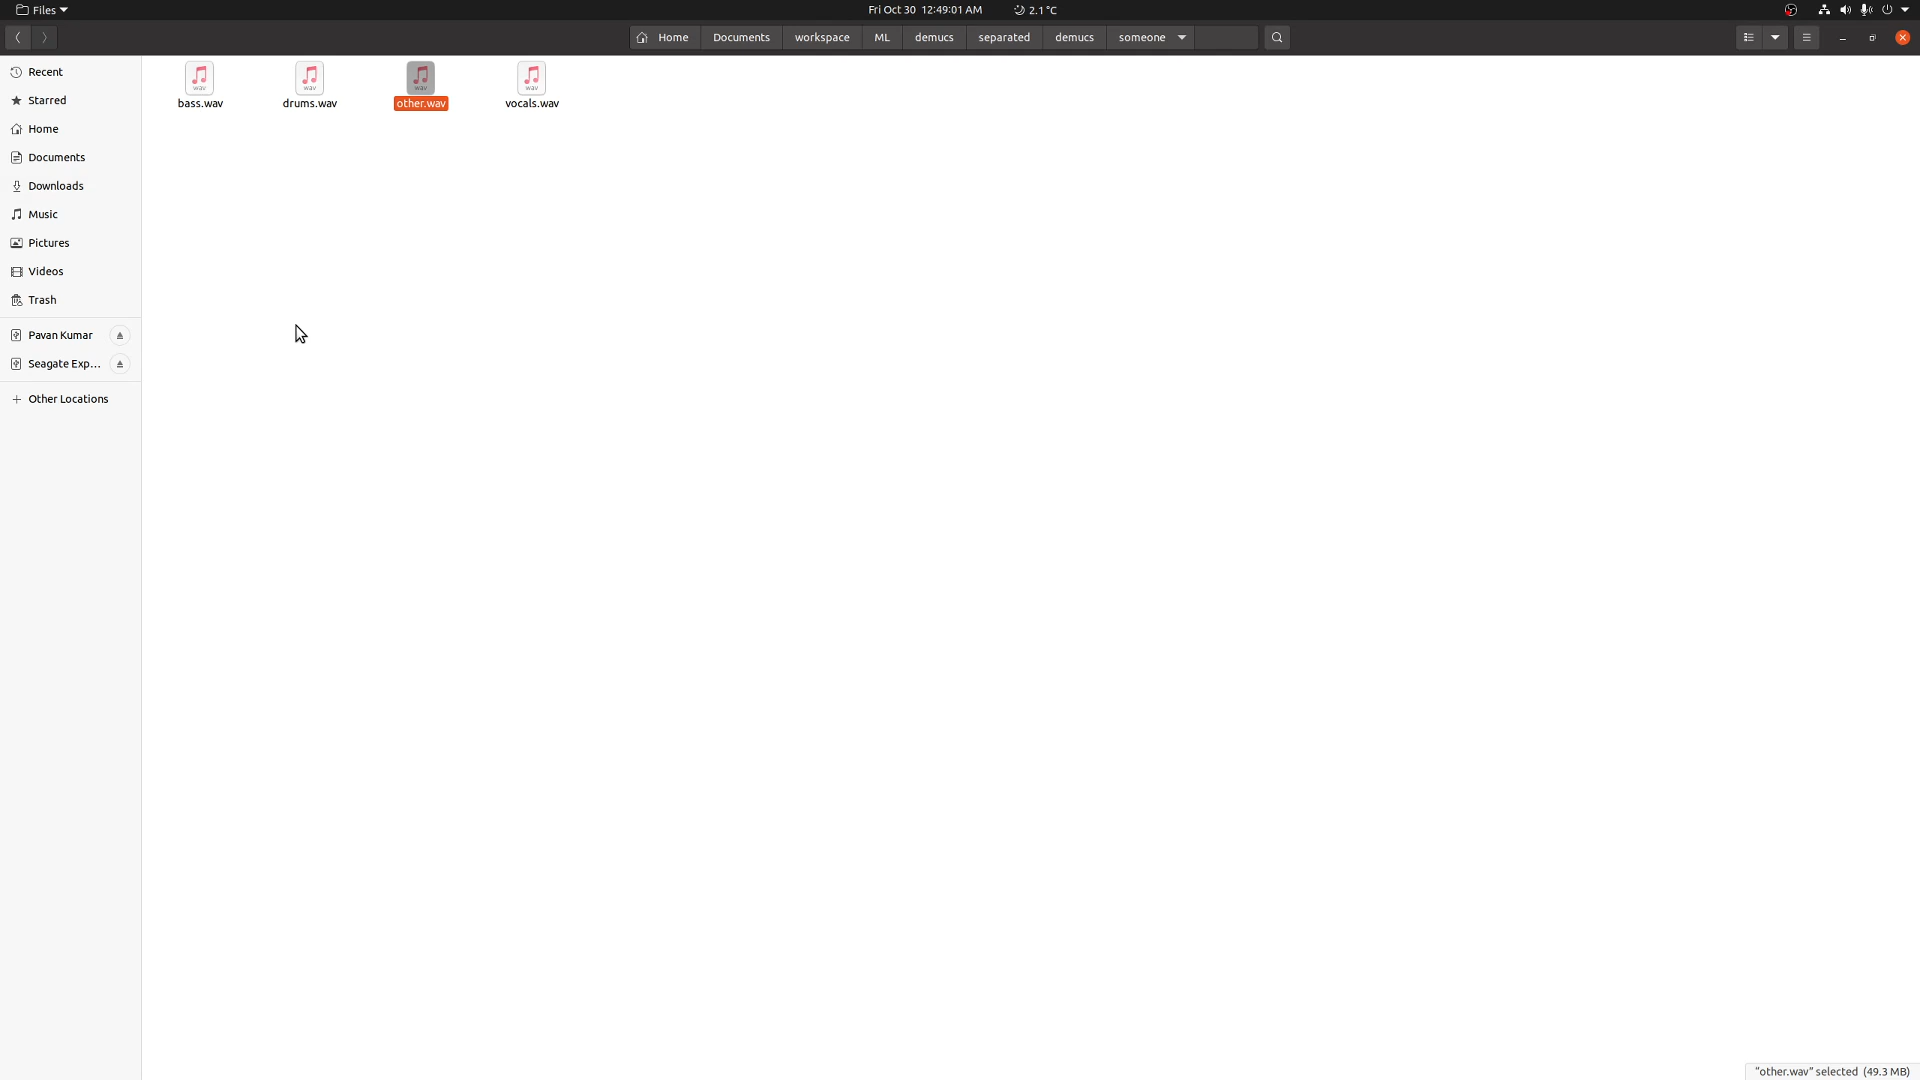 Files
Fri Oct 30 12:49:01 AM
2.1 °C
Home
Documents
workspace
ML
demucs
separated
demucs
someone
Recent
Starred
Home
Documents
Downloads
Music
Pictures
Videos
Trash
Pavan Kumar
Seagate Exp…
Other Locations
wav
bass.wav
wav
drums.wav
wav
other.wav
wav
vocals.wav
“other.wav” selected (49.3 MB)